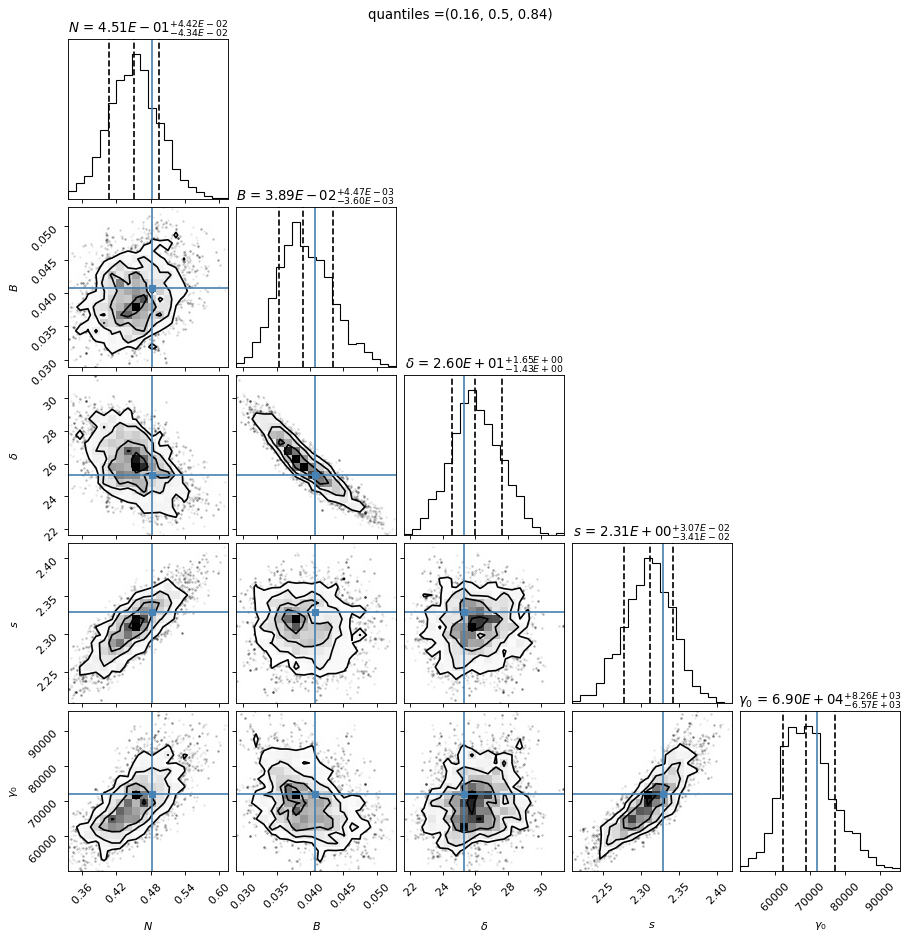 quantiles =(0.16, 0.5, 0.84)
N = 4.51E − 01 +4.42E − 02 −4.34E − 02
B = 3.89E − 02 +4.47E − 03 −3.60E − 03
0.050
0.045
0.040
0.035
0.030
B
δ = 2.60E + 01 +1.65E + 00 −1.43E + 00
30
28
26
24
22
δ
s = 2.31E + 00 +3.07E − 02 −3.41E − 02
2.40
2.35
2.30
2.25
s
γ₀ = 6.90E + 04 +8.26E + 03 −6.57E + 03
90000
80000
70000
60000
γ₀
0.36 0.42 0.48 0.54 0.60
0.030 0.035 0.040 0.045 0.050
22 24 26 28 30
2.25 2.30 2.35 2.40
60000 70000 80000 90000
N B δ s γ₀